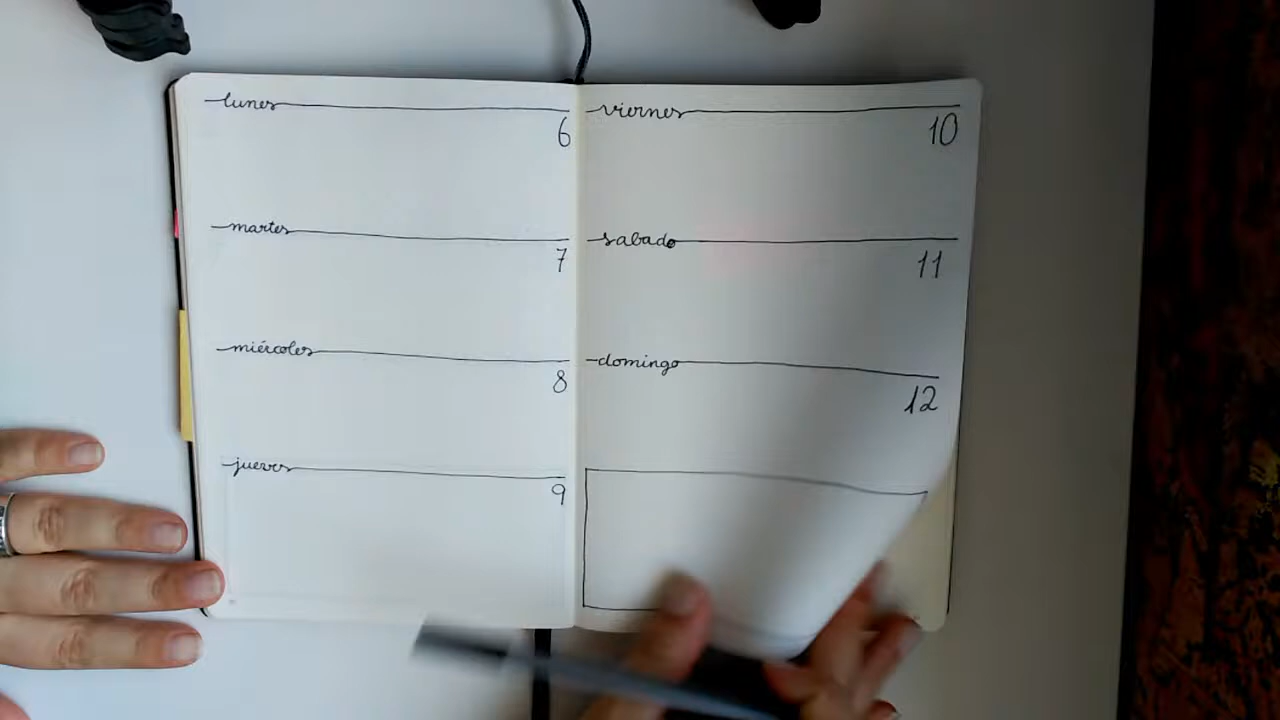 lunes
6
martes
7
miércoles
8
jueves
9
viernes
10
sabado
11
domingo
12